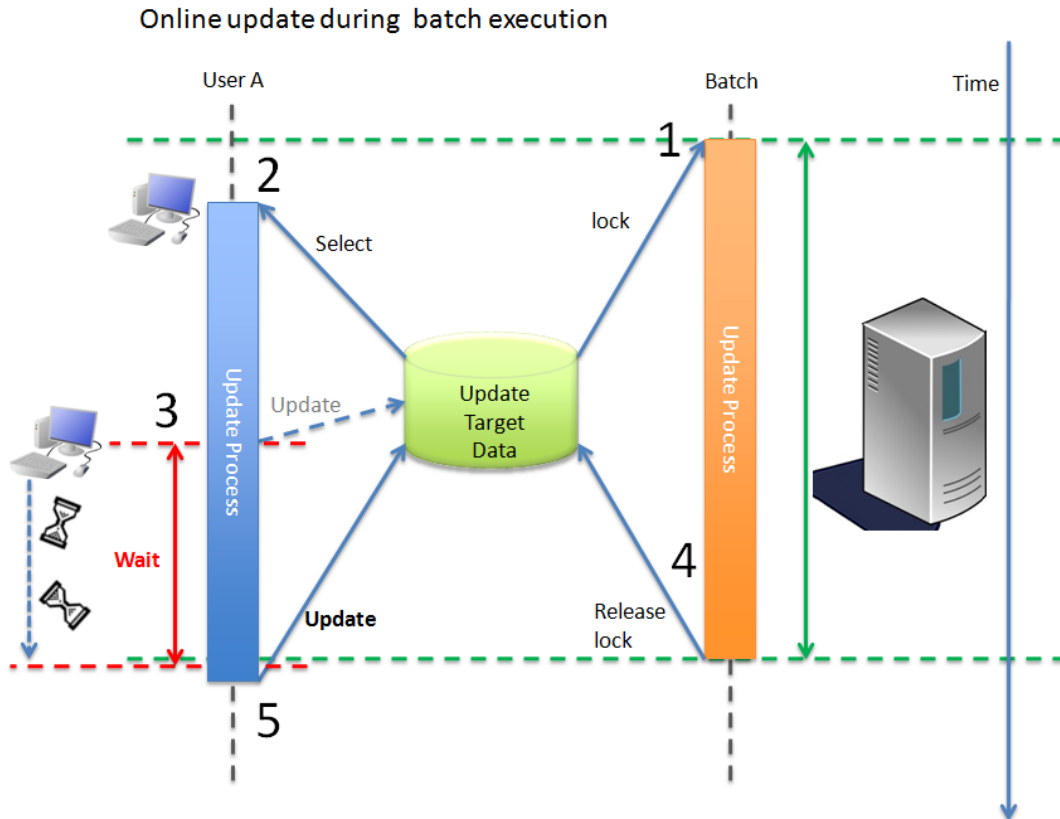 Online update during batch execution
User A
Batch
Time
1
2
Select
lock
Update Process
Update Process
Update
Target
Data
3
Update
Wait
4
Update
Release
lock
5